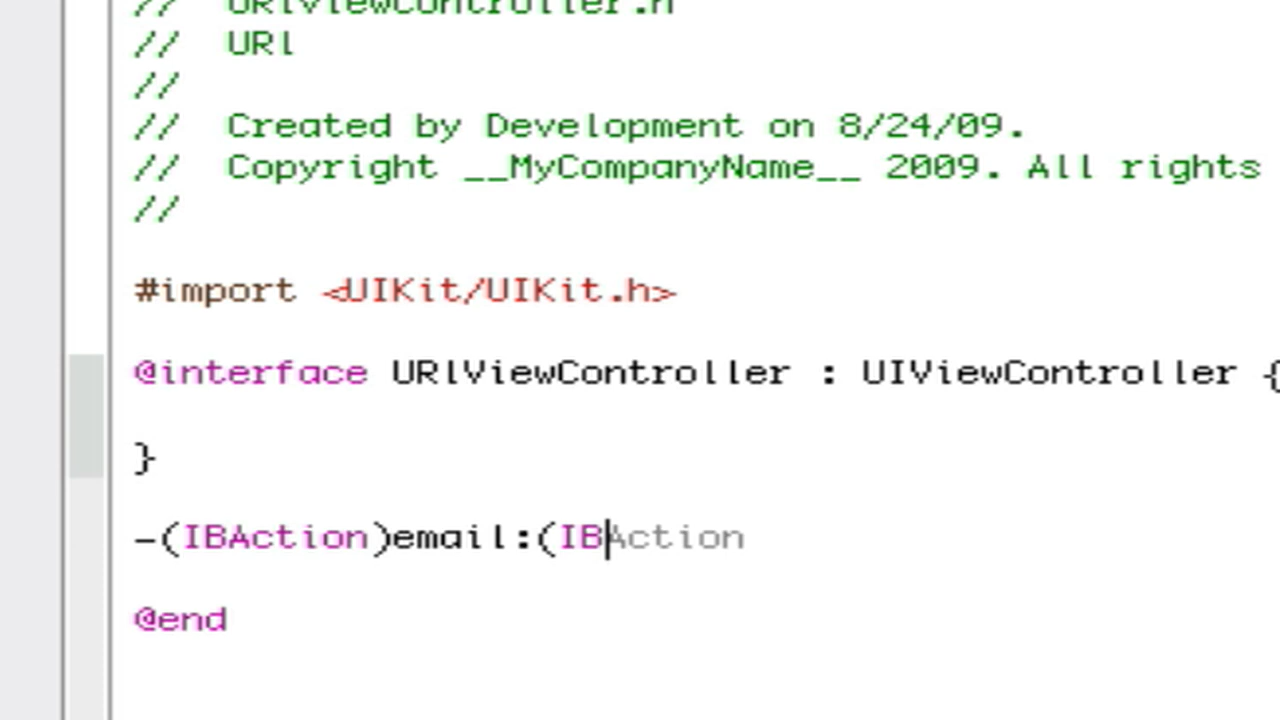 // URlViewController.h
// URl
//
// Created by Development on 8/24/09.
// Copyright __MyCompanyName__ 2009. All rights
//
#import <UIKit/UIKit.h>
@interface URlViewController : UIViewController {
}
-(IBAction)email:(IBAction
@end